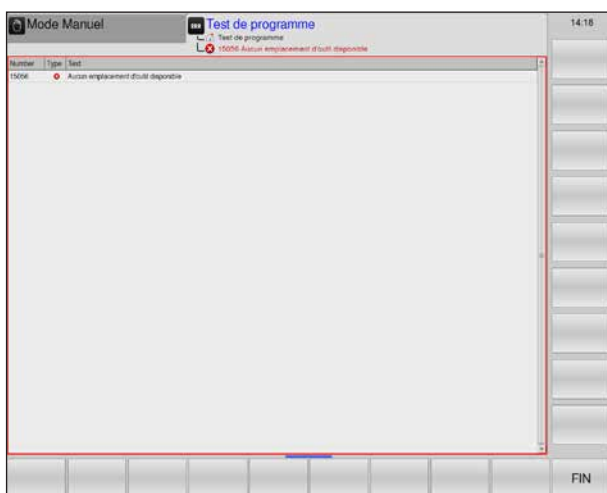 Mode Manuel
Test de programme
14:18
Test de programme
15056 Aucun emplacement d'outil disponible
Number Type Text
15056 Aucun emplacement d'outil disponible
FIN